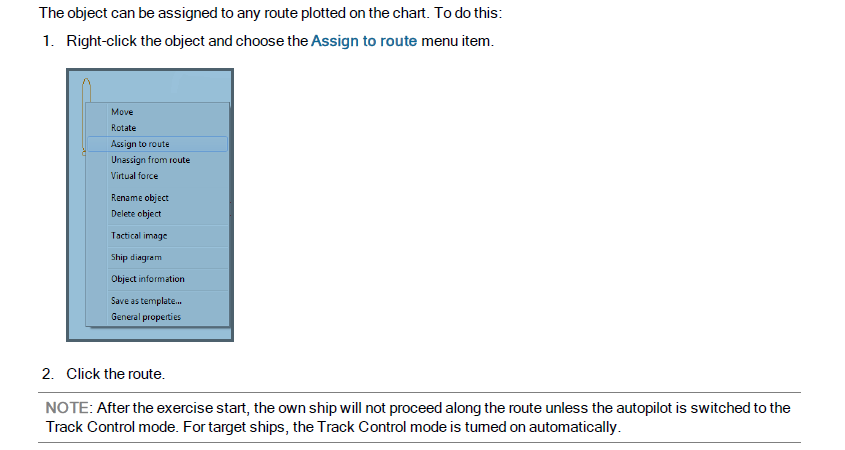 The object can be assigned to any route plotted on the chart. To do this:
1. Right-click the object and choose the Assign to route menu item.
Move
Rotate
Assign to route
Unassign from route
Virtual force
Rename object
Delete object
Tactical image
Ship diagram
Object information
Save as template...
General properties
2. Click the route.
NOTE: After the exercise start, the own ship will not proceed along the route unless the autopilot is switched to the
Track Control mode. For target ships, the Track Control mode is turned on automatically.